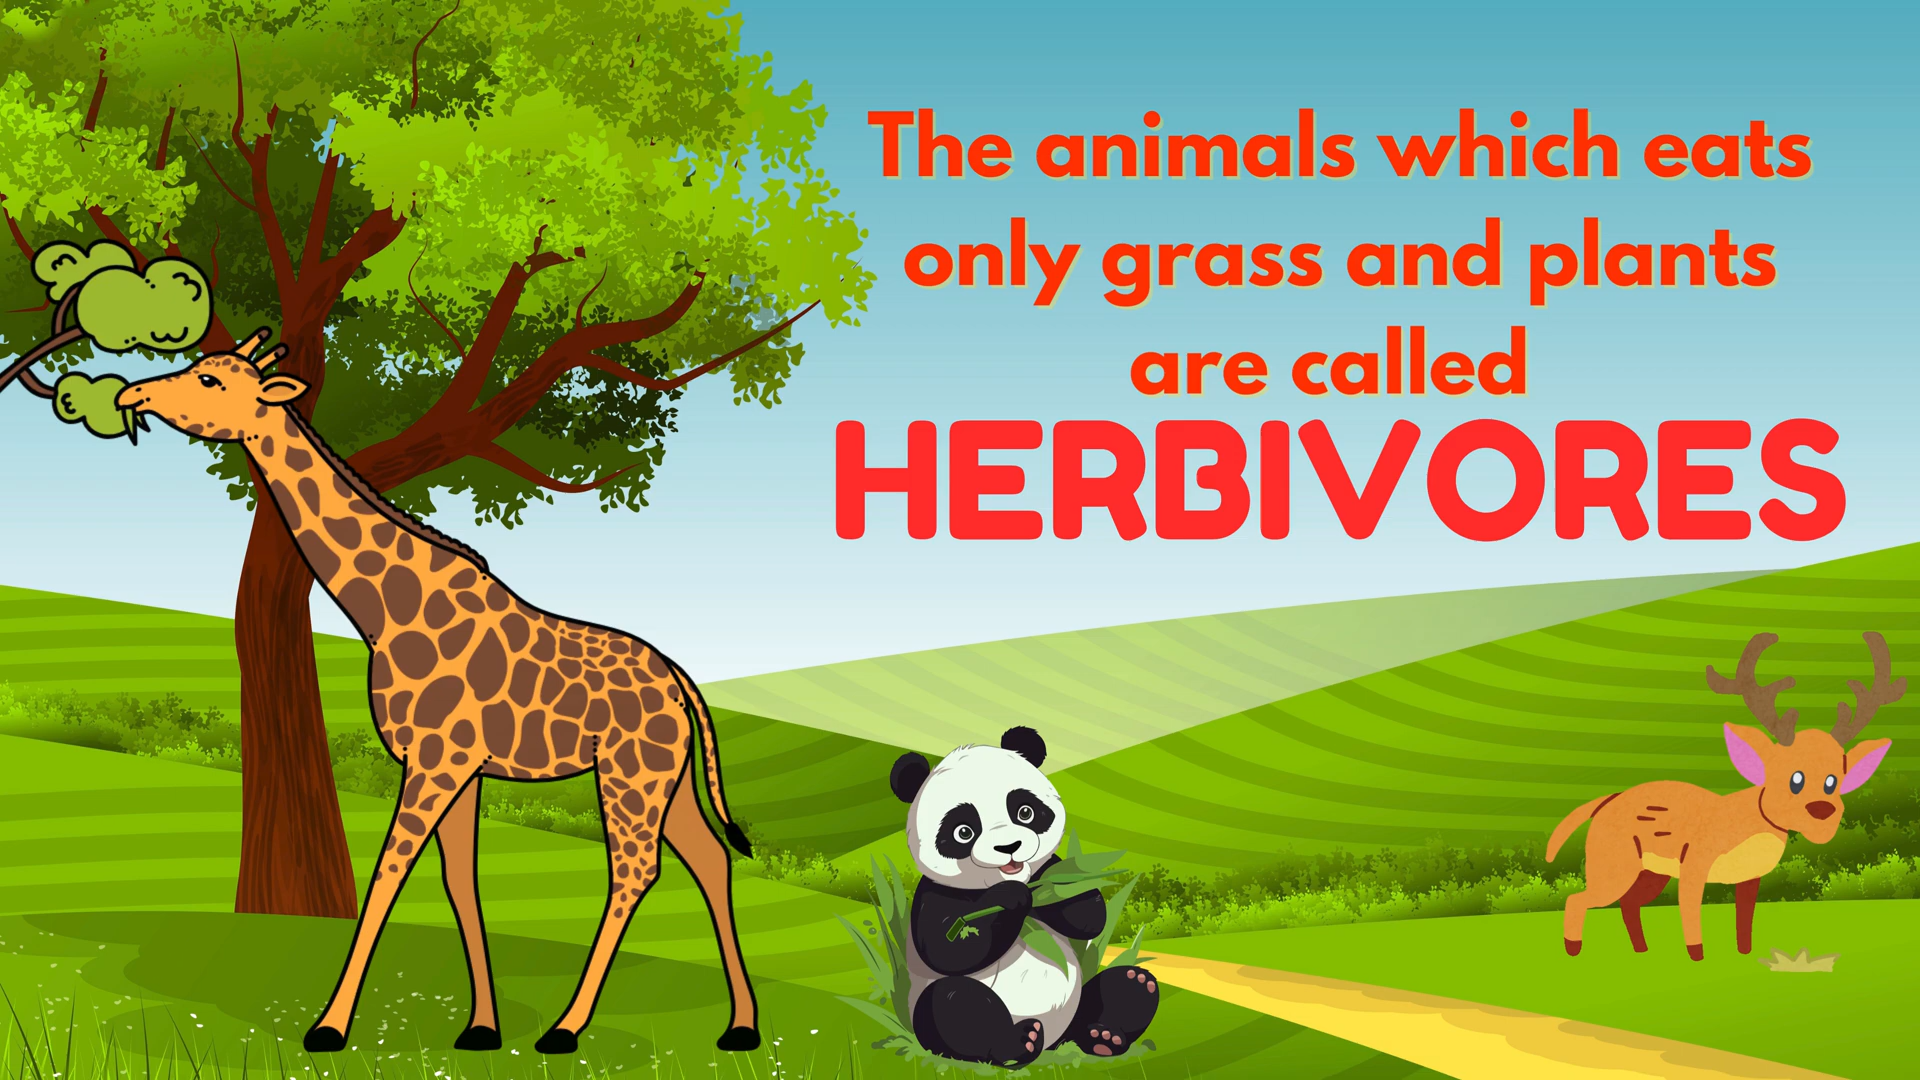 The animals which eats
only grass and plants
are called
HERBIVORES